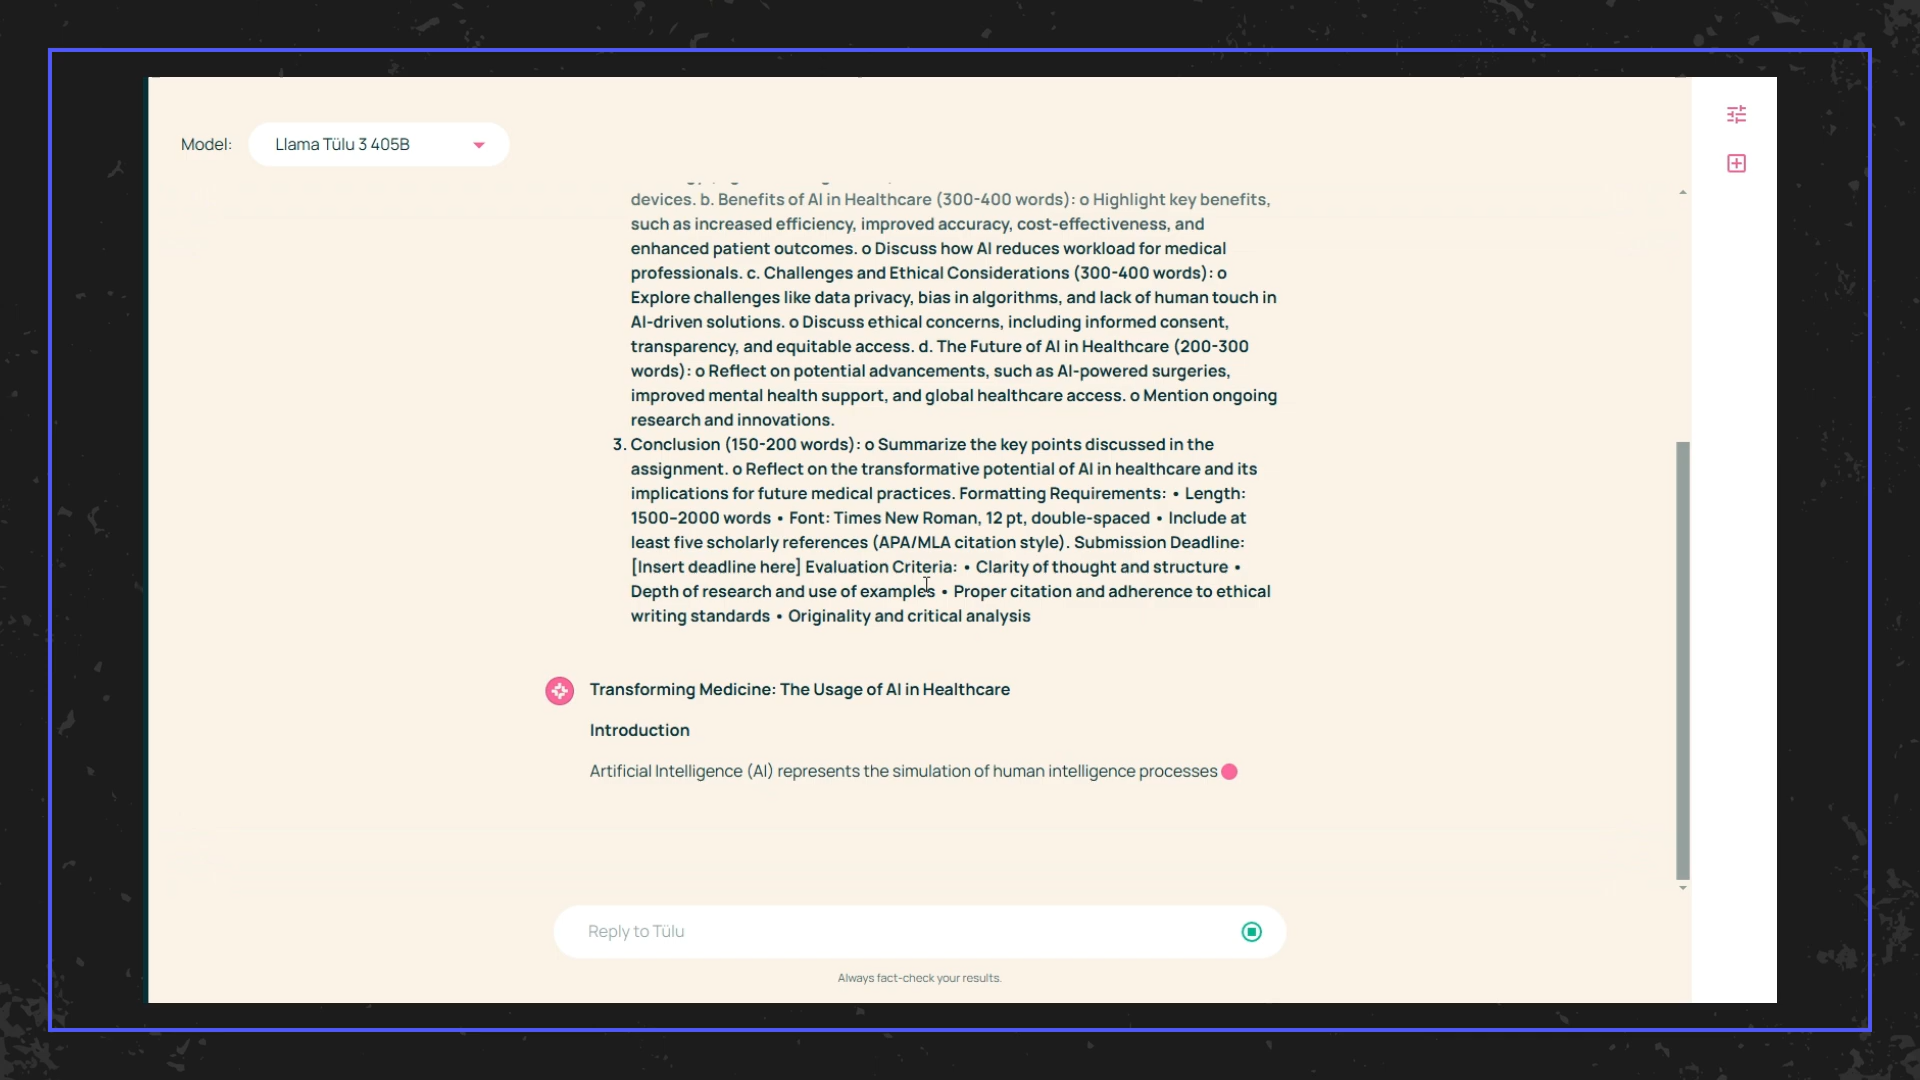 Model: Llama Tülu 3 405B
devices. b. Benefits of AI in Healthcare (300-400 words): o Highlight key benefits,
such as increased efficiency, improved accuracy, cost-effectiveness, and
enhanced patient outcomes. o Discuss how AI reduces workload for medical
professionals. c. Challenges and Ethical Considerations (300-400 words): o
Explore challenges like data privacy, bias in algorithms, and lack of human touch in
AI-driven solutions. o Discuss ethical concerns, including informed consent,
transparency, and equitable access. d. The Future of AI in Healthcare (200-300
words): o Reflect on potential advancements, such as AI-powered surgeries,
improved mental health support, and global healthcare access. o Mention ongoing
research and innovations.
3. Conclusion (150-200 words): o Summarize the key points discussed in the
assignment. o Reflect on the transformative potential of AI in healthcare and its
implications for future medical practices. Formatting Requirements: • Length:
1500–2000 words • Font: Times New Roman, 12 pt, double-spaced • Include at
least five scholarly references (APA/MLA citation style). Submission Deadline:
[Insert deadline here] Evaluation Criteria: • Clarity of thought and structure •
Depth of research and use of examples • Proper citation and adherence to ethical
writing standards • Originality and critical analysis
Transforming Medicine: The Usage of AI in Healthcare
Introduction
Artificial Intelligence (AI) represents the simulation of human intelligence processes
Reply to Tülu
Always fact-check your results.